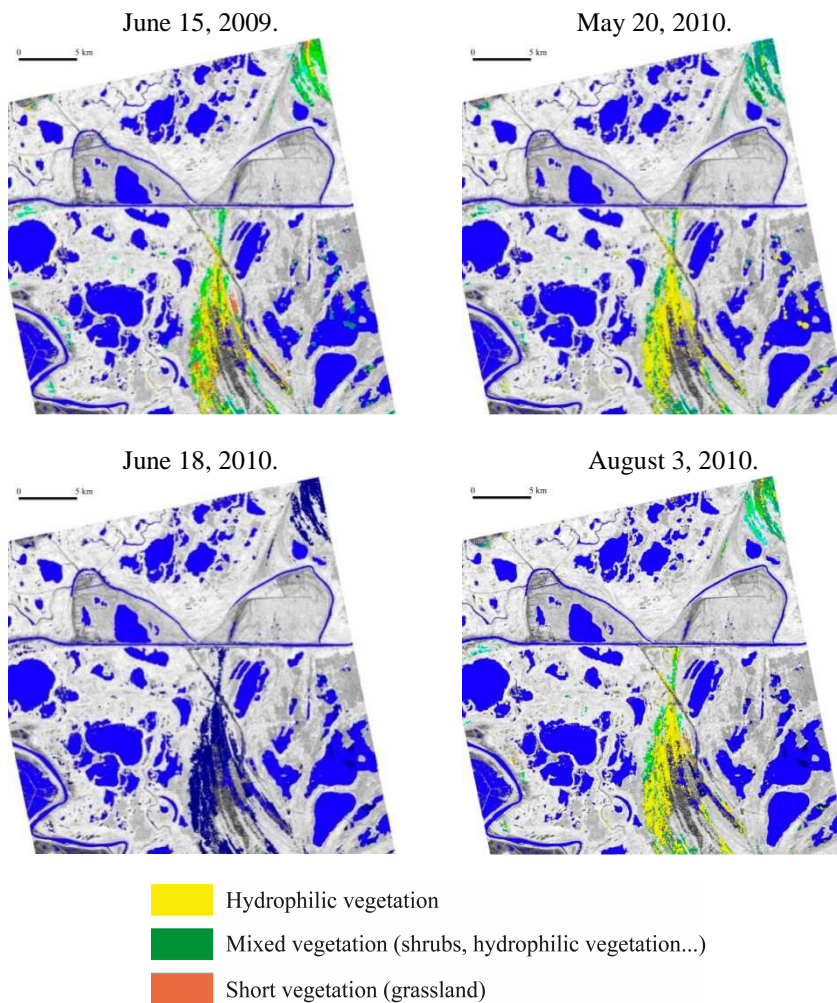 June 15, 2009.
May 20, 2010.
0 5 km
0 5 km
June 18, 2010.
August 3, 2010.
0 5 km
0 5 km
Hydrophilic vegetation
Mixed vegetation (shrubs, hydrophilic vegetation...)
Short vegetation (grassland)